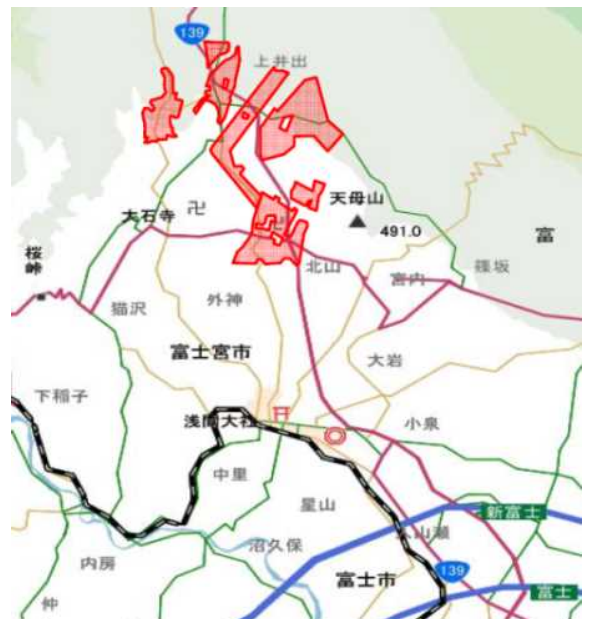 139
上井出
天母山
大石寺
卍
491.0
富
桜
峠
北山
篠坂
宮内
猫沢
外神
富士宮市
大岩
下稲子
浅間大社
小泉
中里
星山
新富士
沼久保
入山瀬
内房
139
富士市
富士
仲